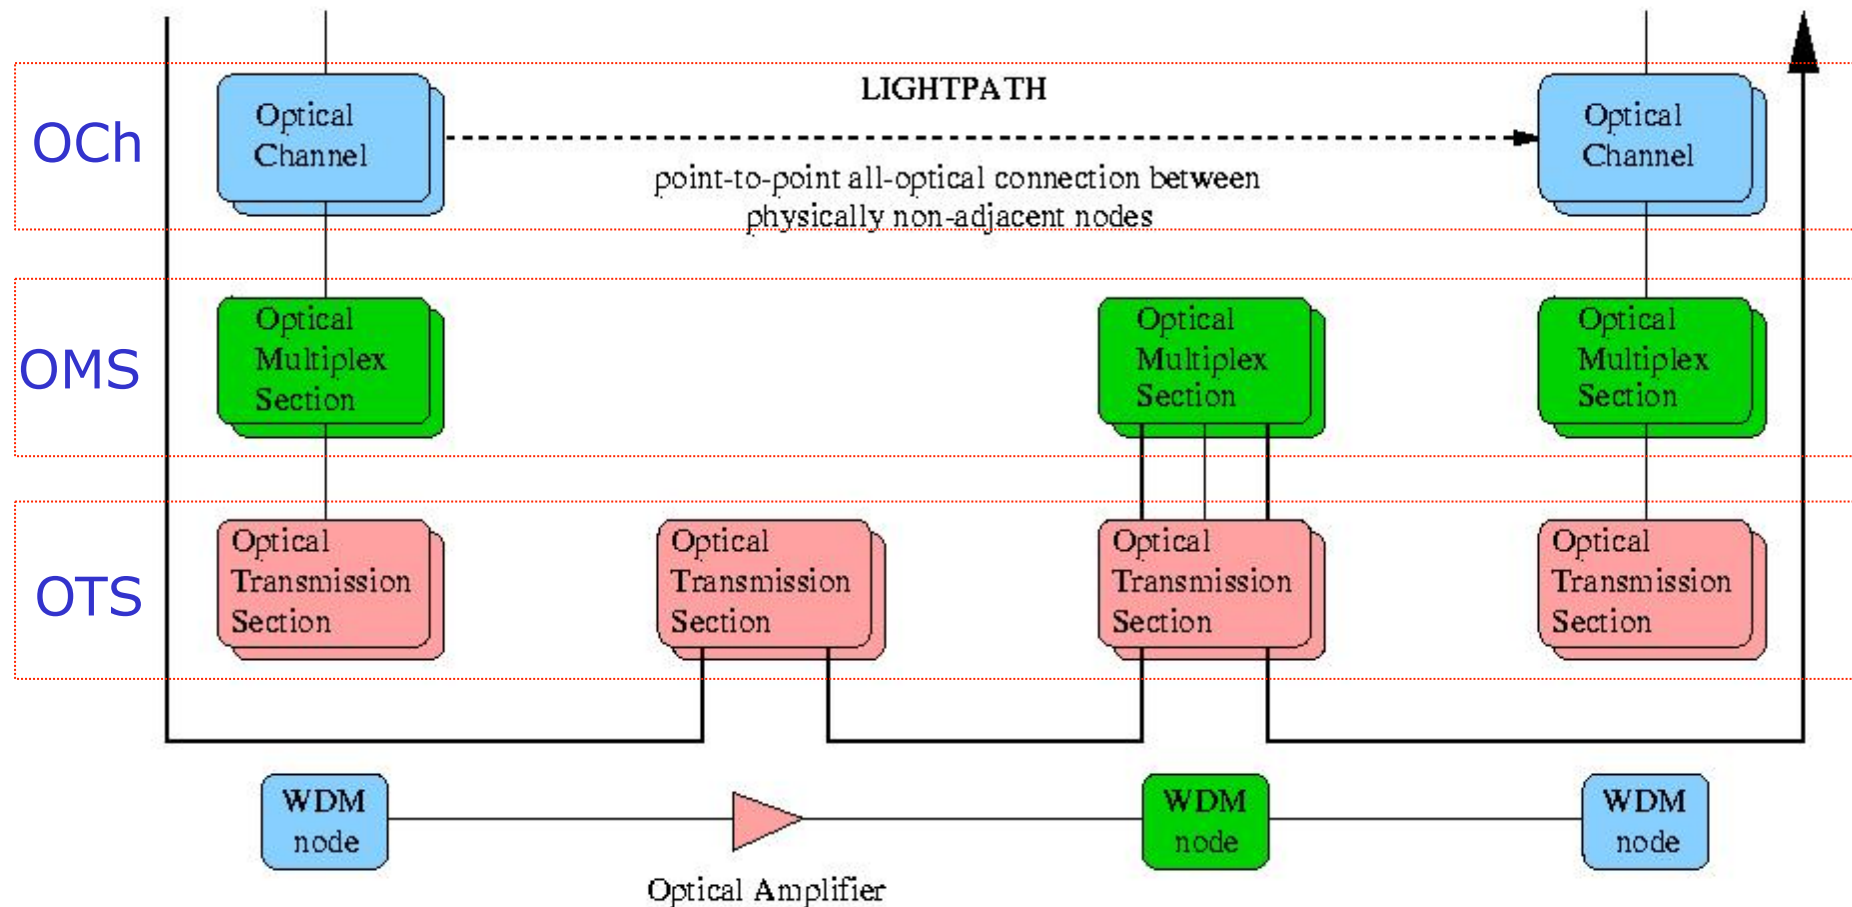 LIGHTPATH
OCh
Optical
Channel
point-to-point all-optical connection between
physically non-adjacent nodes
Optical
Channel
OMS
Optical
Multiplex
Section
Optical
Multiplex
Section
Optical
Multiplex
Section
OTS
Optical
Transmission
Section
Optical
Transmission
Section
Optical
Transmission
Section
Optical
Transmission
Section
WDM
node
WDM
node
WDM
node
Optical Amplifier